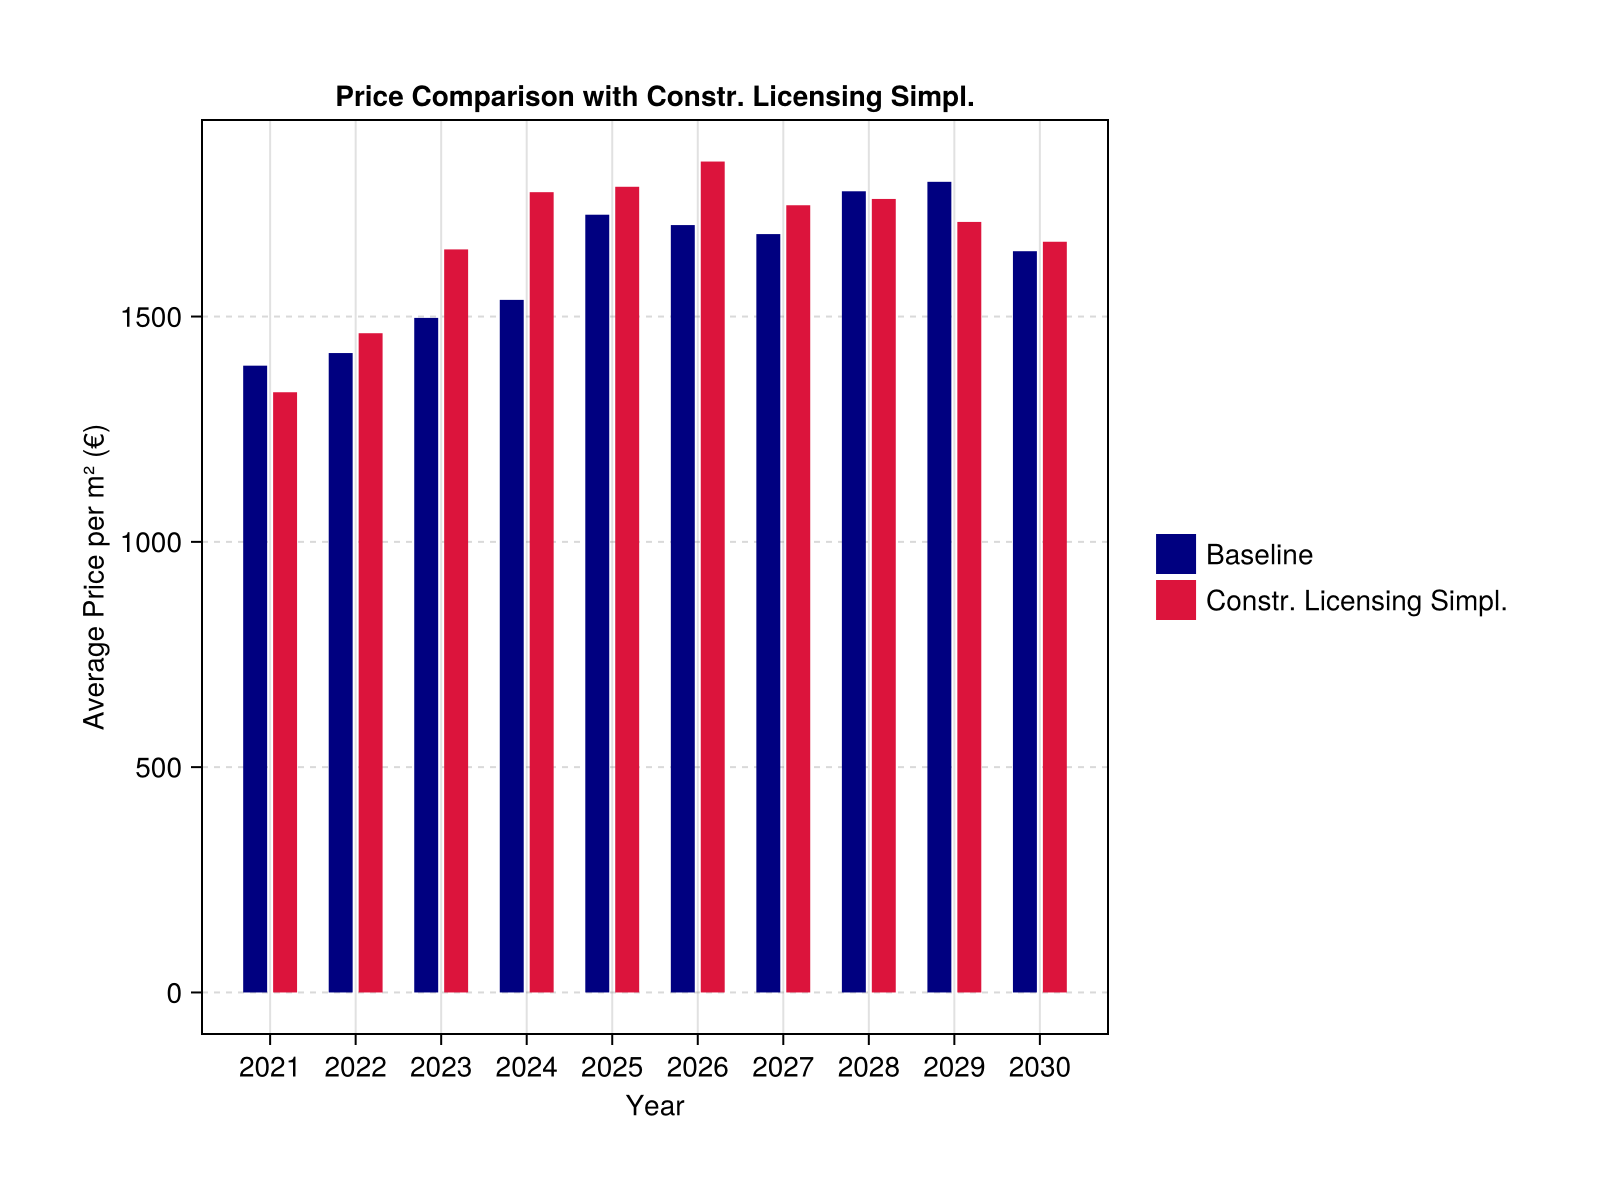 Price Comparison with Constr. Licensing Simpl.
Average Price per m² (€)
1500
1000
500
0
2021 2022 2023 2024 2025 2026 2027 2028 2029 2030
Year
Baseline
Constr. Licensing Simpl.